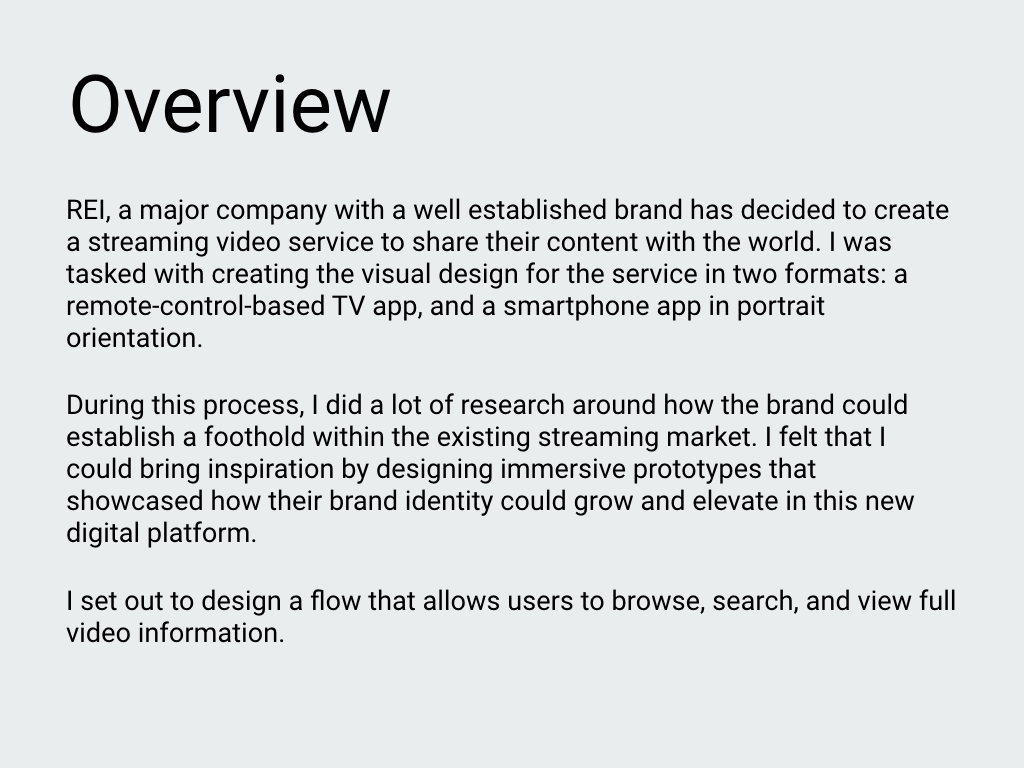 Overview
REI, a major company with a well established brand has decided to create
a streaming video service to share their content with the world. I was
tasked with creating the visual design for the service in two formats: a
remote-control-based TV app, and a smartphone app in portrait
orientation.
During this process, I did a lot of research around how the brand could
establish a foothold within the existing streaming market. I felt that I
could bring inspiration by designing immersive prototypes that
showcased how their brand identity could grow and elevate in this new
digital platform.
I set out to design a flow that allows users to browse, search, and view full
video information.